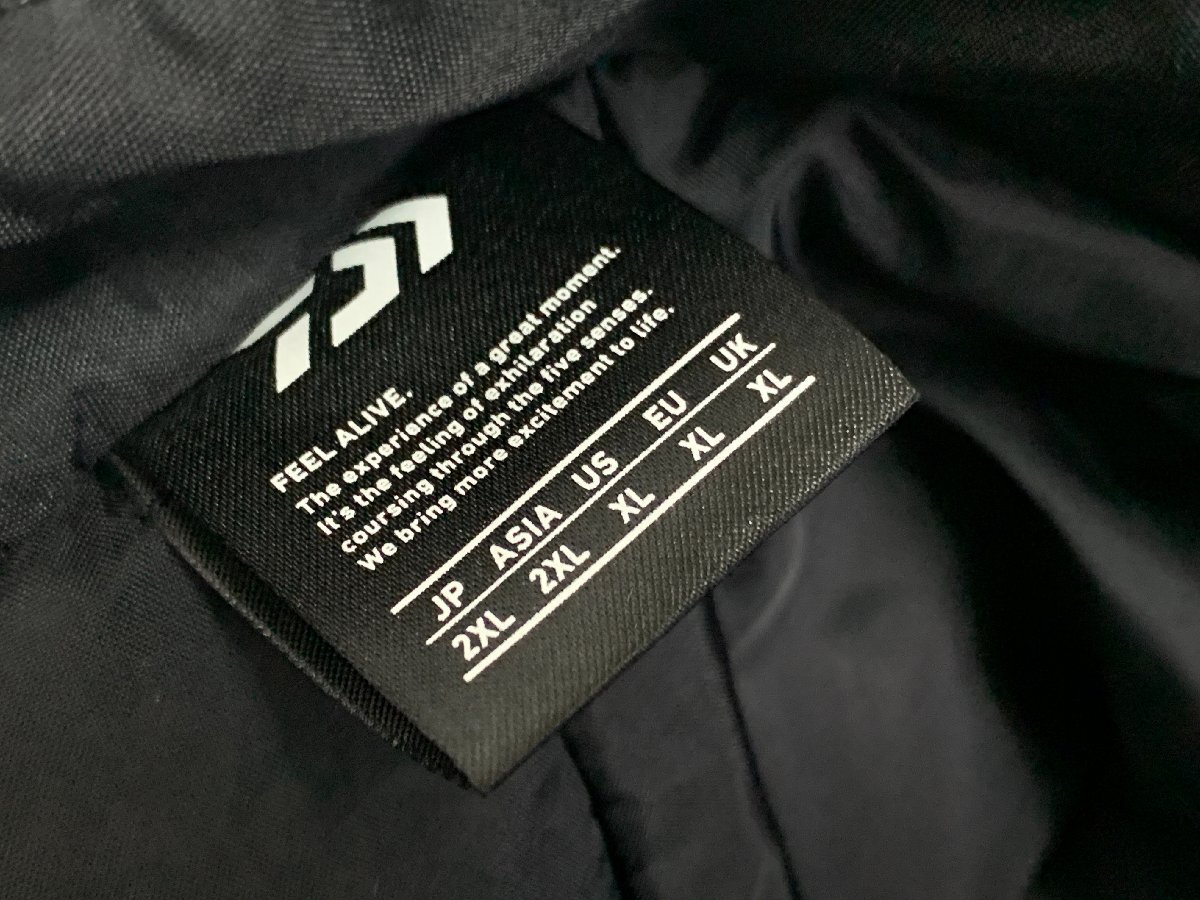 FEEL ALIVE.
The experience of a great moment.
It's the feeling of exhilaration
coursing through the five senses.
We bring more excitement to life.
JP ASIA US EU UK
2XL 2XL XL XL XL